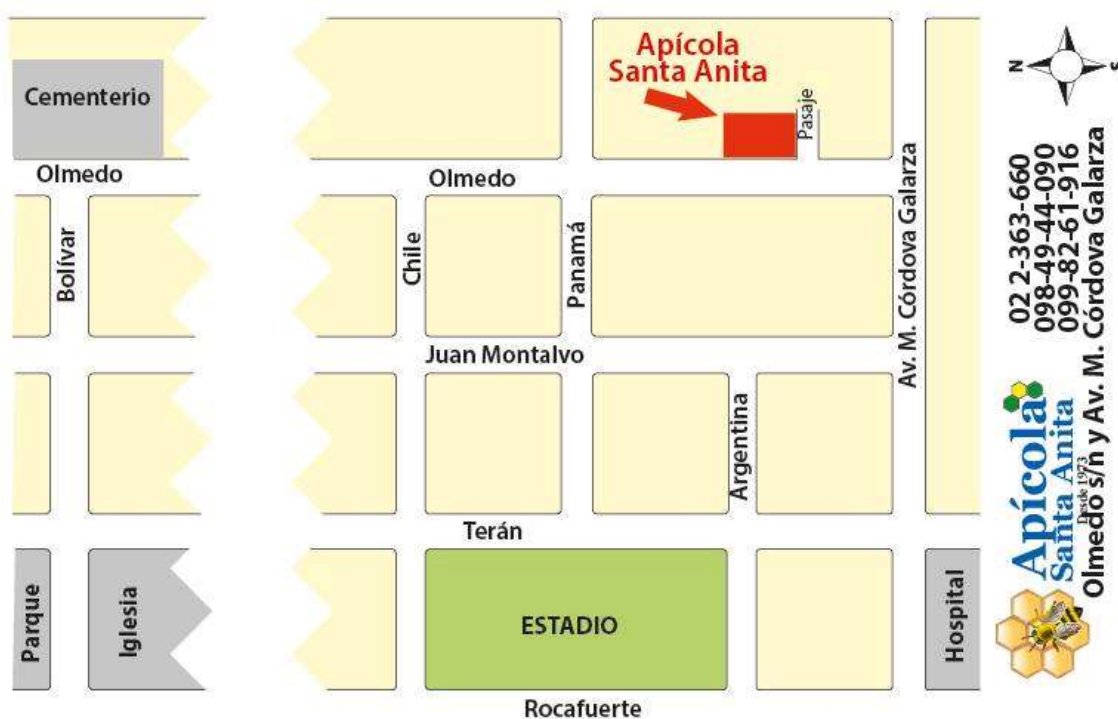 Apícola
Santa Anita
Cementerio
Pasaje
Olmedo
Olmedo
Bolívar
Chile
Panamá
Av. M. Córdova Galarza
Juan Montalvo
Argentina
Terán
Parque
Iglesia
ESTADIO
Hospital
Rocafuerte
N
S
02 2-363-660
098-49-44-090
099-82-61-916
Apícola
Santa Anita
Desde 1973
Olmedo s/n y Av. M. Córdova Galarza